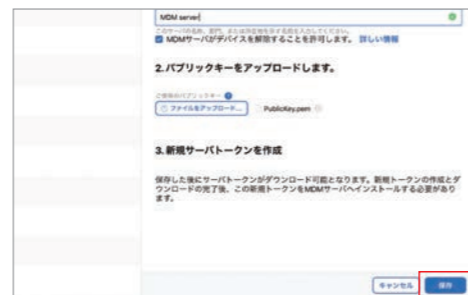 MDM server
このサーバの名前、部門、または所在地を示す名前を入力してください。
MDMサーバがデバイスを解除することを許可します。 詳しい情報
2.パブリックキーをアップロードします。
ご使用のパブリックキー
ファイルをアップロード... PublicKey.pem
3.新規サーバトークンを作成
保存した後にサーバトークンがダウンロード可能となります。新規トークンの作成とダ
ウンロードの完了後、この新規トークンをMDMサーバへインストールする必要があり
ます。
キャンセル 保存